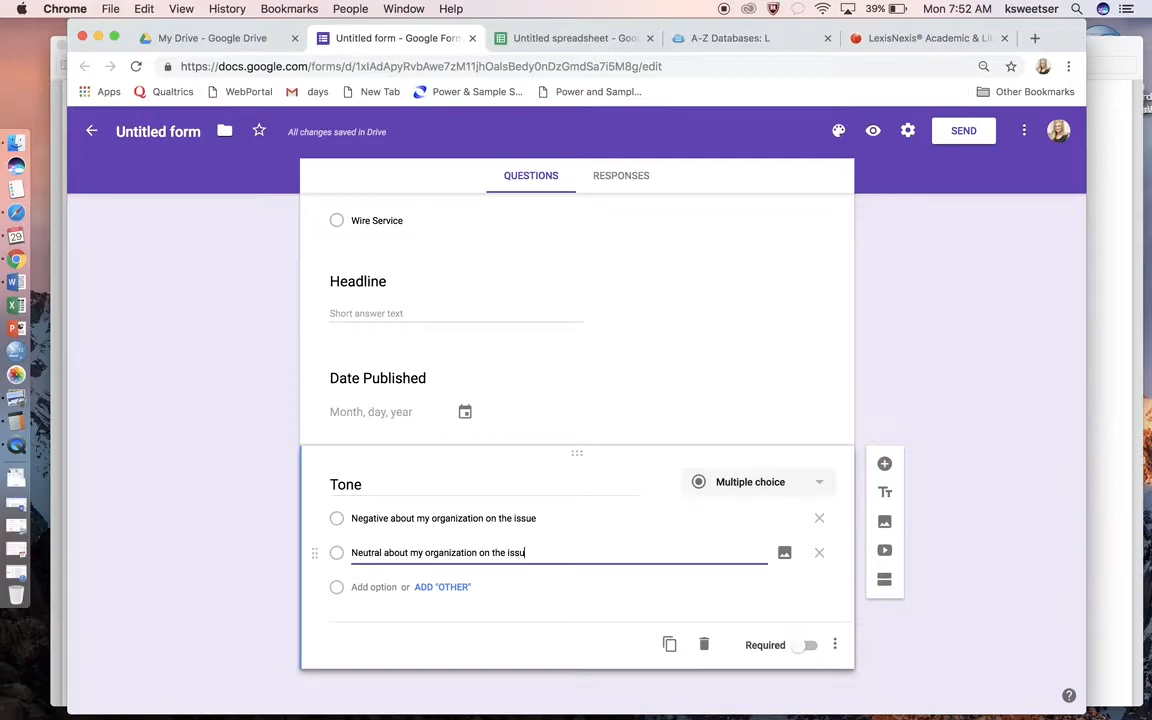 Chrome File Edit View History Bookmarks People Window Help 39% Mon 7:52 AM ksweetser
My Drive - Google Drive Untitled form - Google Form Untitled spreadsheet - Goo A-Z Databases: L LexisNexis® Academic & Li
https://docs.google.com/forms/d/1xIAdApyRvbAwe7zM11jhOalsBedy0nDzGmdSa7i5M8g/edit
Apps Qualtrics WebPortal days New Tab Power & Sample S... Power and Sampl... Other Bookmarks
Untitled form All changes saved in Drive SEND
QUESTIONS RESPONSES
Wire Service
Headline
Short answer text
Date Published
Month, day, year
Tone Multiple choice
Negative about my organization on the issue
Neutral about my organization on the issu
Add option or ADD "OTHER"
Required